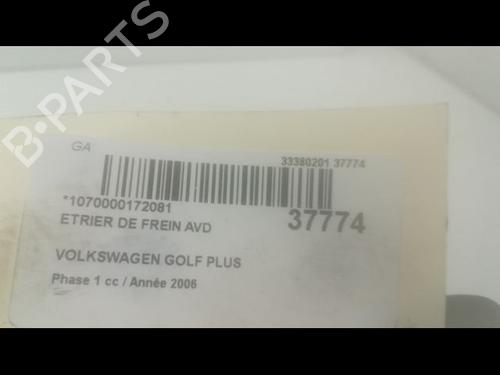 B-PARTS
GA
33380201 37774
*1070000172081
37774
ETRIER DE FREIN AVD
VOLKSWAGEN GOLF PLUS
Phase 1 cc / Année 2006